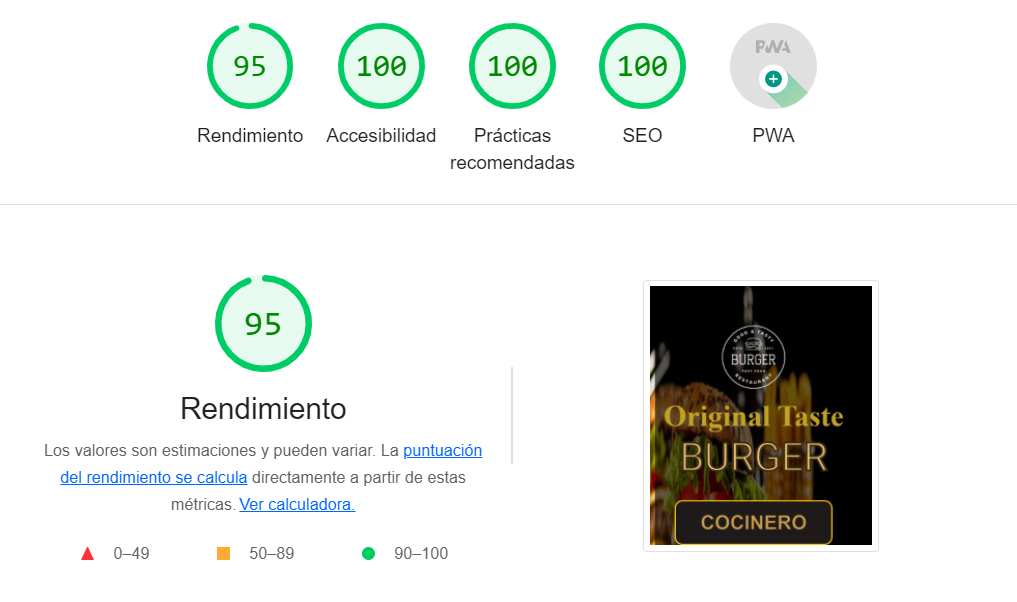 95
100
100
100
PWA
Rendimiento
Accesibilidad
Prácticas
recomendadas
SEO
PWA
95
Rendimiento
Los valores son estimaciones y pueden variar. La puntuación
del rendimiento se calcula directamente a partir de estas
métricas. Ver calculadora.
0–49
50–89
90–100
GOOD & TASTY
BURGER
FAST FOOD
RESTAURANT
Original Taste
BURGER
COCINERO